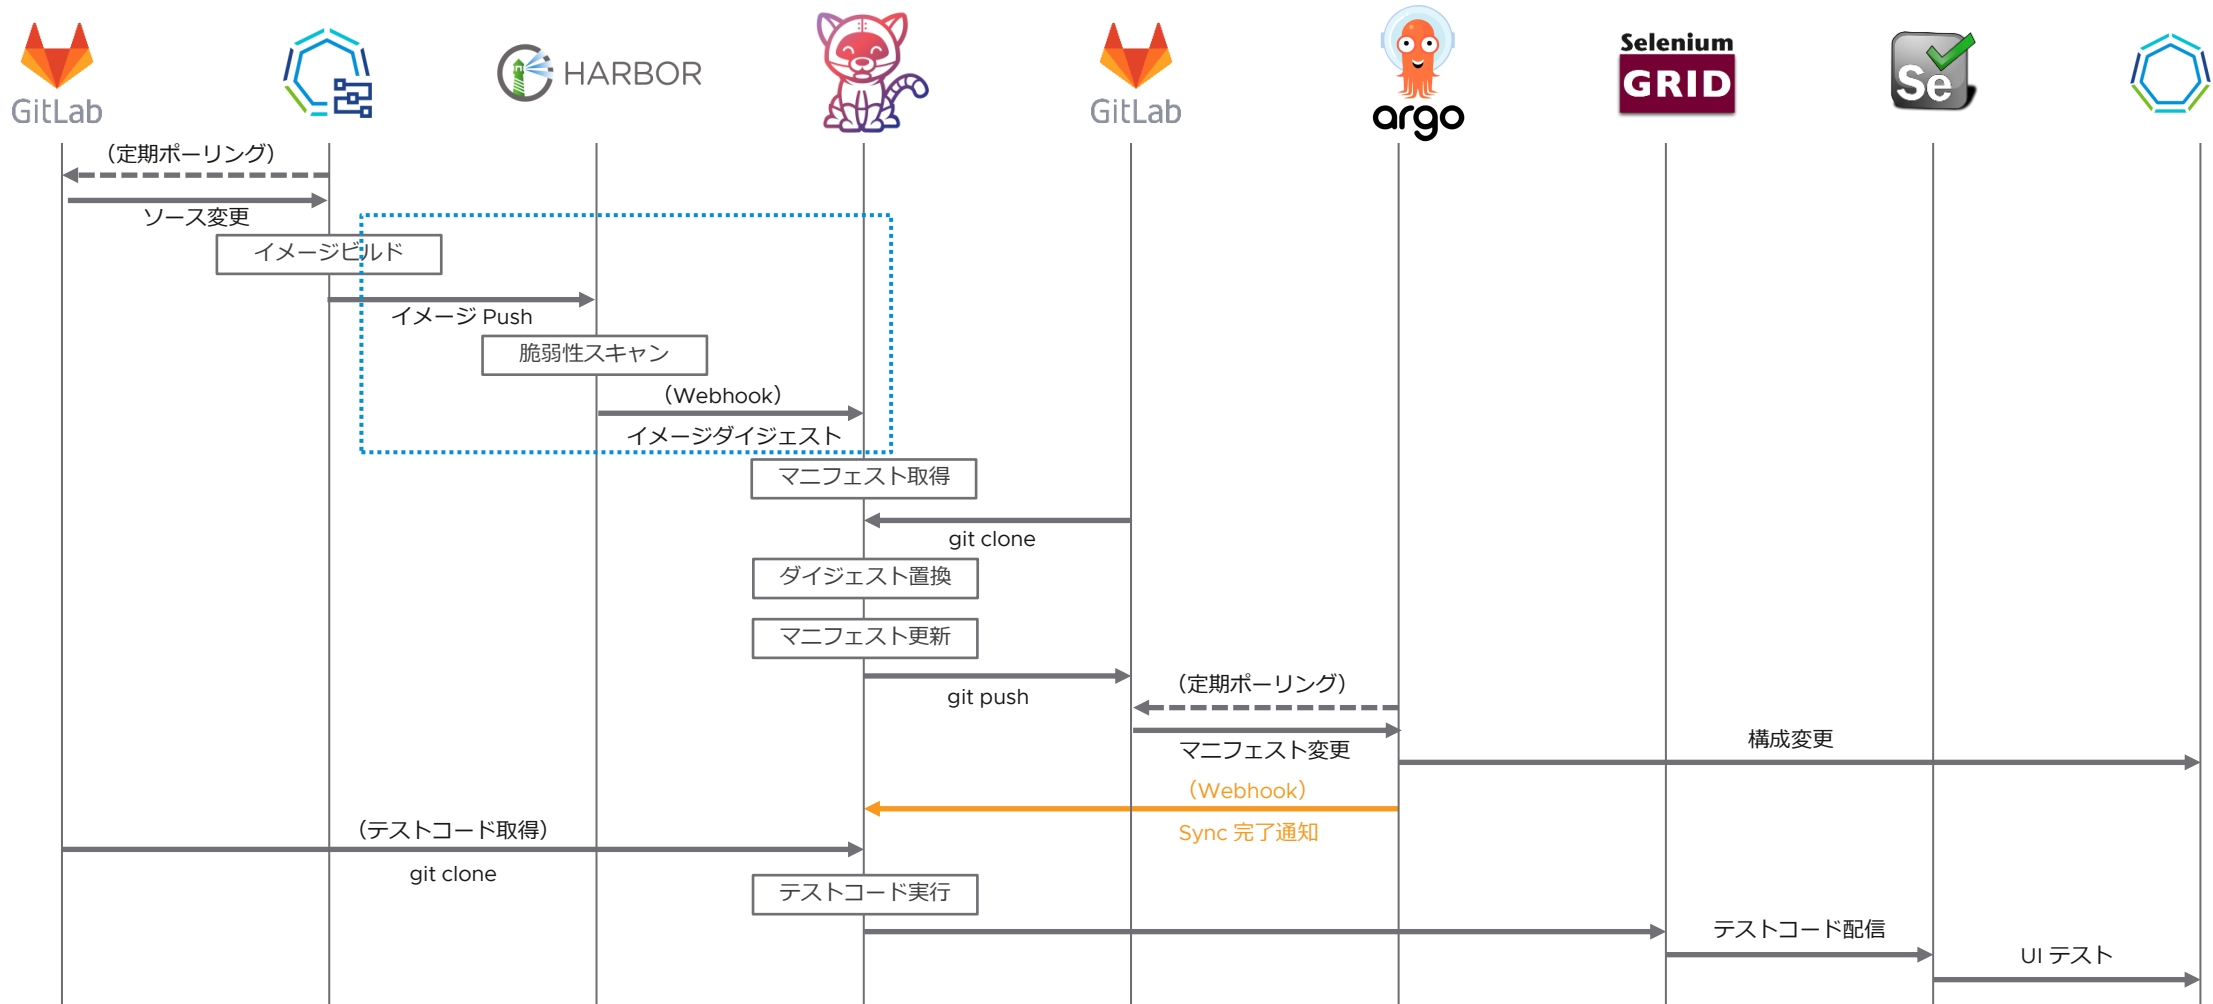 GitLab
HARBOR
GitLab
argo
Selenium
GRID
Se
（定期ポーリング）
ソース変更
イメージビルド
イメージ Push
脆弱性スキャン
（Webhook）
イメージダイジェスト
マニフェスト取得
git clone
ダイジェスト置換
マニフェスト更新
git push
（定期ポーリング）
マニフェスト変更
構成変更
（Webhook）
Sync 完了通知
（テストコード取得）
git clone
テストコード実行
テストコード配信
UI テスト